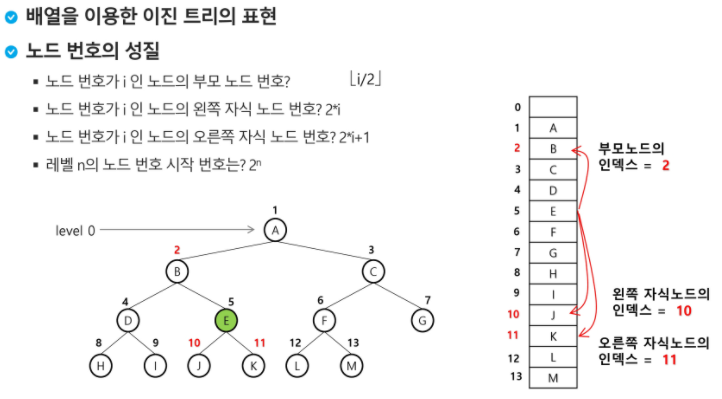 배열을 이용한 이진 트리의 표현
노드 번호의 성질
노드 번호가 i 인 노드의 부모 노드 번호? ⌊i/2⌋
노드 번호가 i 인 노드의 왼쪽 자식 노드 번호? 2*i
노드 번호가 i 인 노드의 오른쪽 자식 노드 번호? 2*i+1
레벨 n의 노드 번호 시작 번호는? 2ⁿ
level 0
1
A
2
3
B
C
4
5
6
7
D
E
F
G
8
9
10
11
12
13
H
I
J
K
L
M
0
1 A
2 B
3 C
4 D
5 E
6 F
7 G
8 H
9 I
10 J
11 K
12 L
13 M
부모노드의
인덱스 = 2
왼쪽 자식노드의
인덱스 = 10
오른쪽 자식노드의
인덱스 = 11